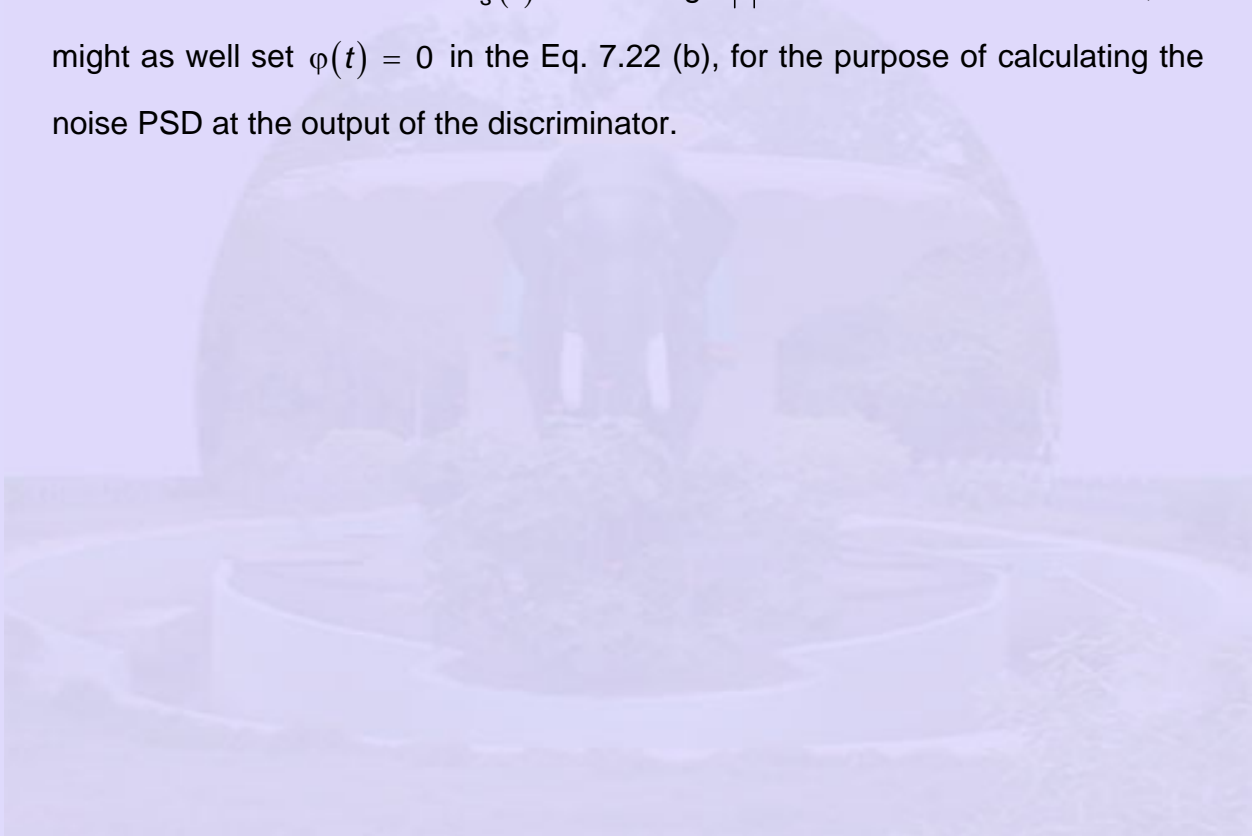 might as well set φ(t) = 0 in the Eq. 7.22 (b), for the purpose of calculating the
noise PSD at the output of the discriminator.